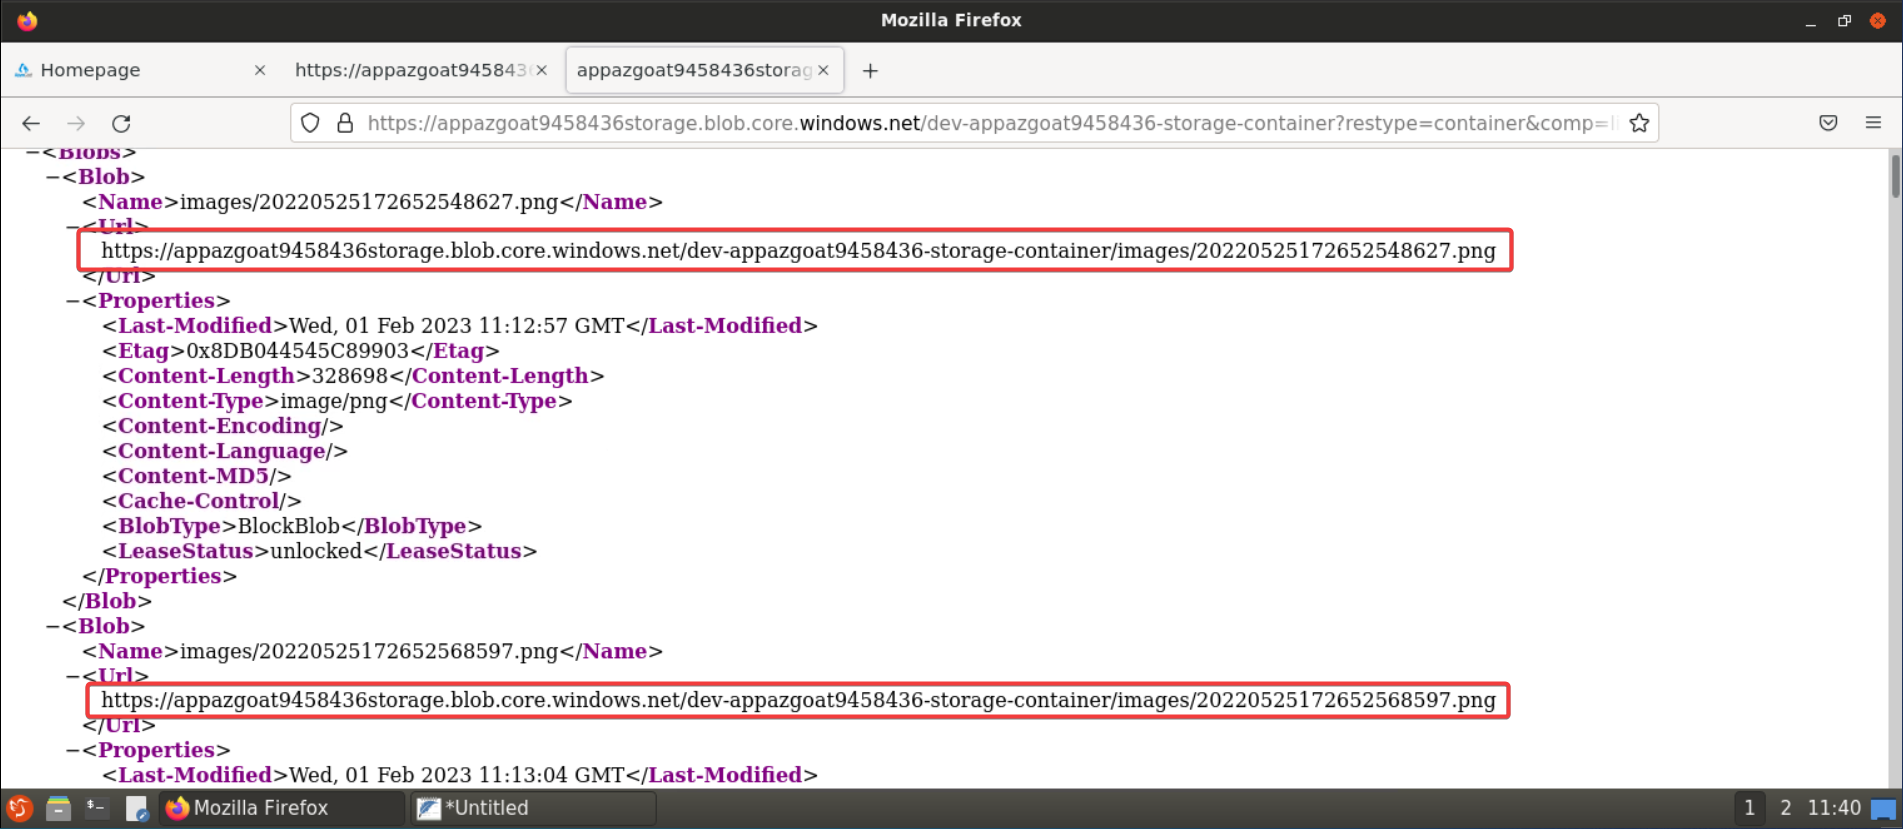 Mozilla Firefox
Homepage
https://appazgoat945843
appazgoat9458436storag
https://appazgoat9458436storage.blob.core.windows.net/dev-appazgoat9458436-storage-container?restype=container&comp=l
−<Blobs>
−<Blob>
<Name>images/20220525172652548627.png</Name>
−<Url>
https://appazgoat9458436storage.blob.core.windows.net/dev-appazgoat9458436-storage-container/images/20220525172652548627.png
</Url>
−<Properties>
<Last-Modified>Wed, 01 Feb 2023 11:12:57 GMT</Last-Modified>
<Etag>0x8DB044545C89903</Etag>
<Content-Length>328698</Content-Length>
<Content-Type>image/png</Content-Type>
<Content-Encoding/>
<Content-Language/>
<Content-MD5/>
<Cache-Control/>
<BlobType>BlockBlob</BlobType>
<LeaseStatus>unlocked</LeaseStatus>
</Properties>
</Blob>
−<Blob>
<Name>images/20220525172652568597.png</Name>
−<Url>
https://appazgoat9458436storage.blob.core.windows.net/dev-appazgoat9458436-storage-container/images/20220525172652568597.png
</Url>
−<Properties>
<Last-Modified>Wed, 01 Feb 2023 11:13:04 GMT</Last-Modified>
Mozilla Firefox
*Untitled
1 2 11:40